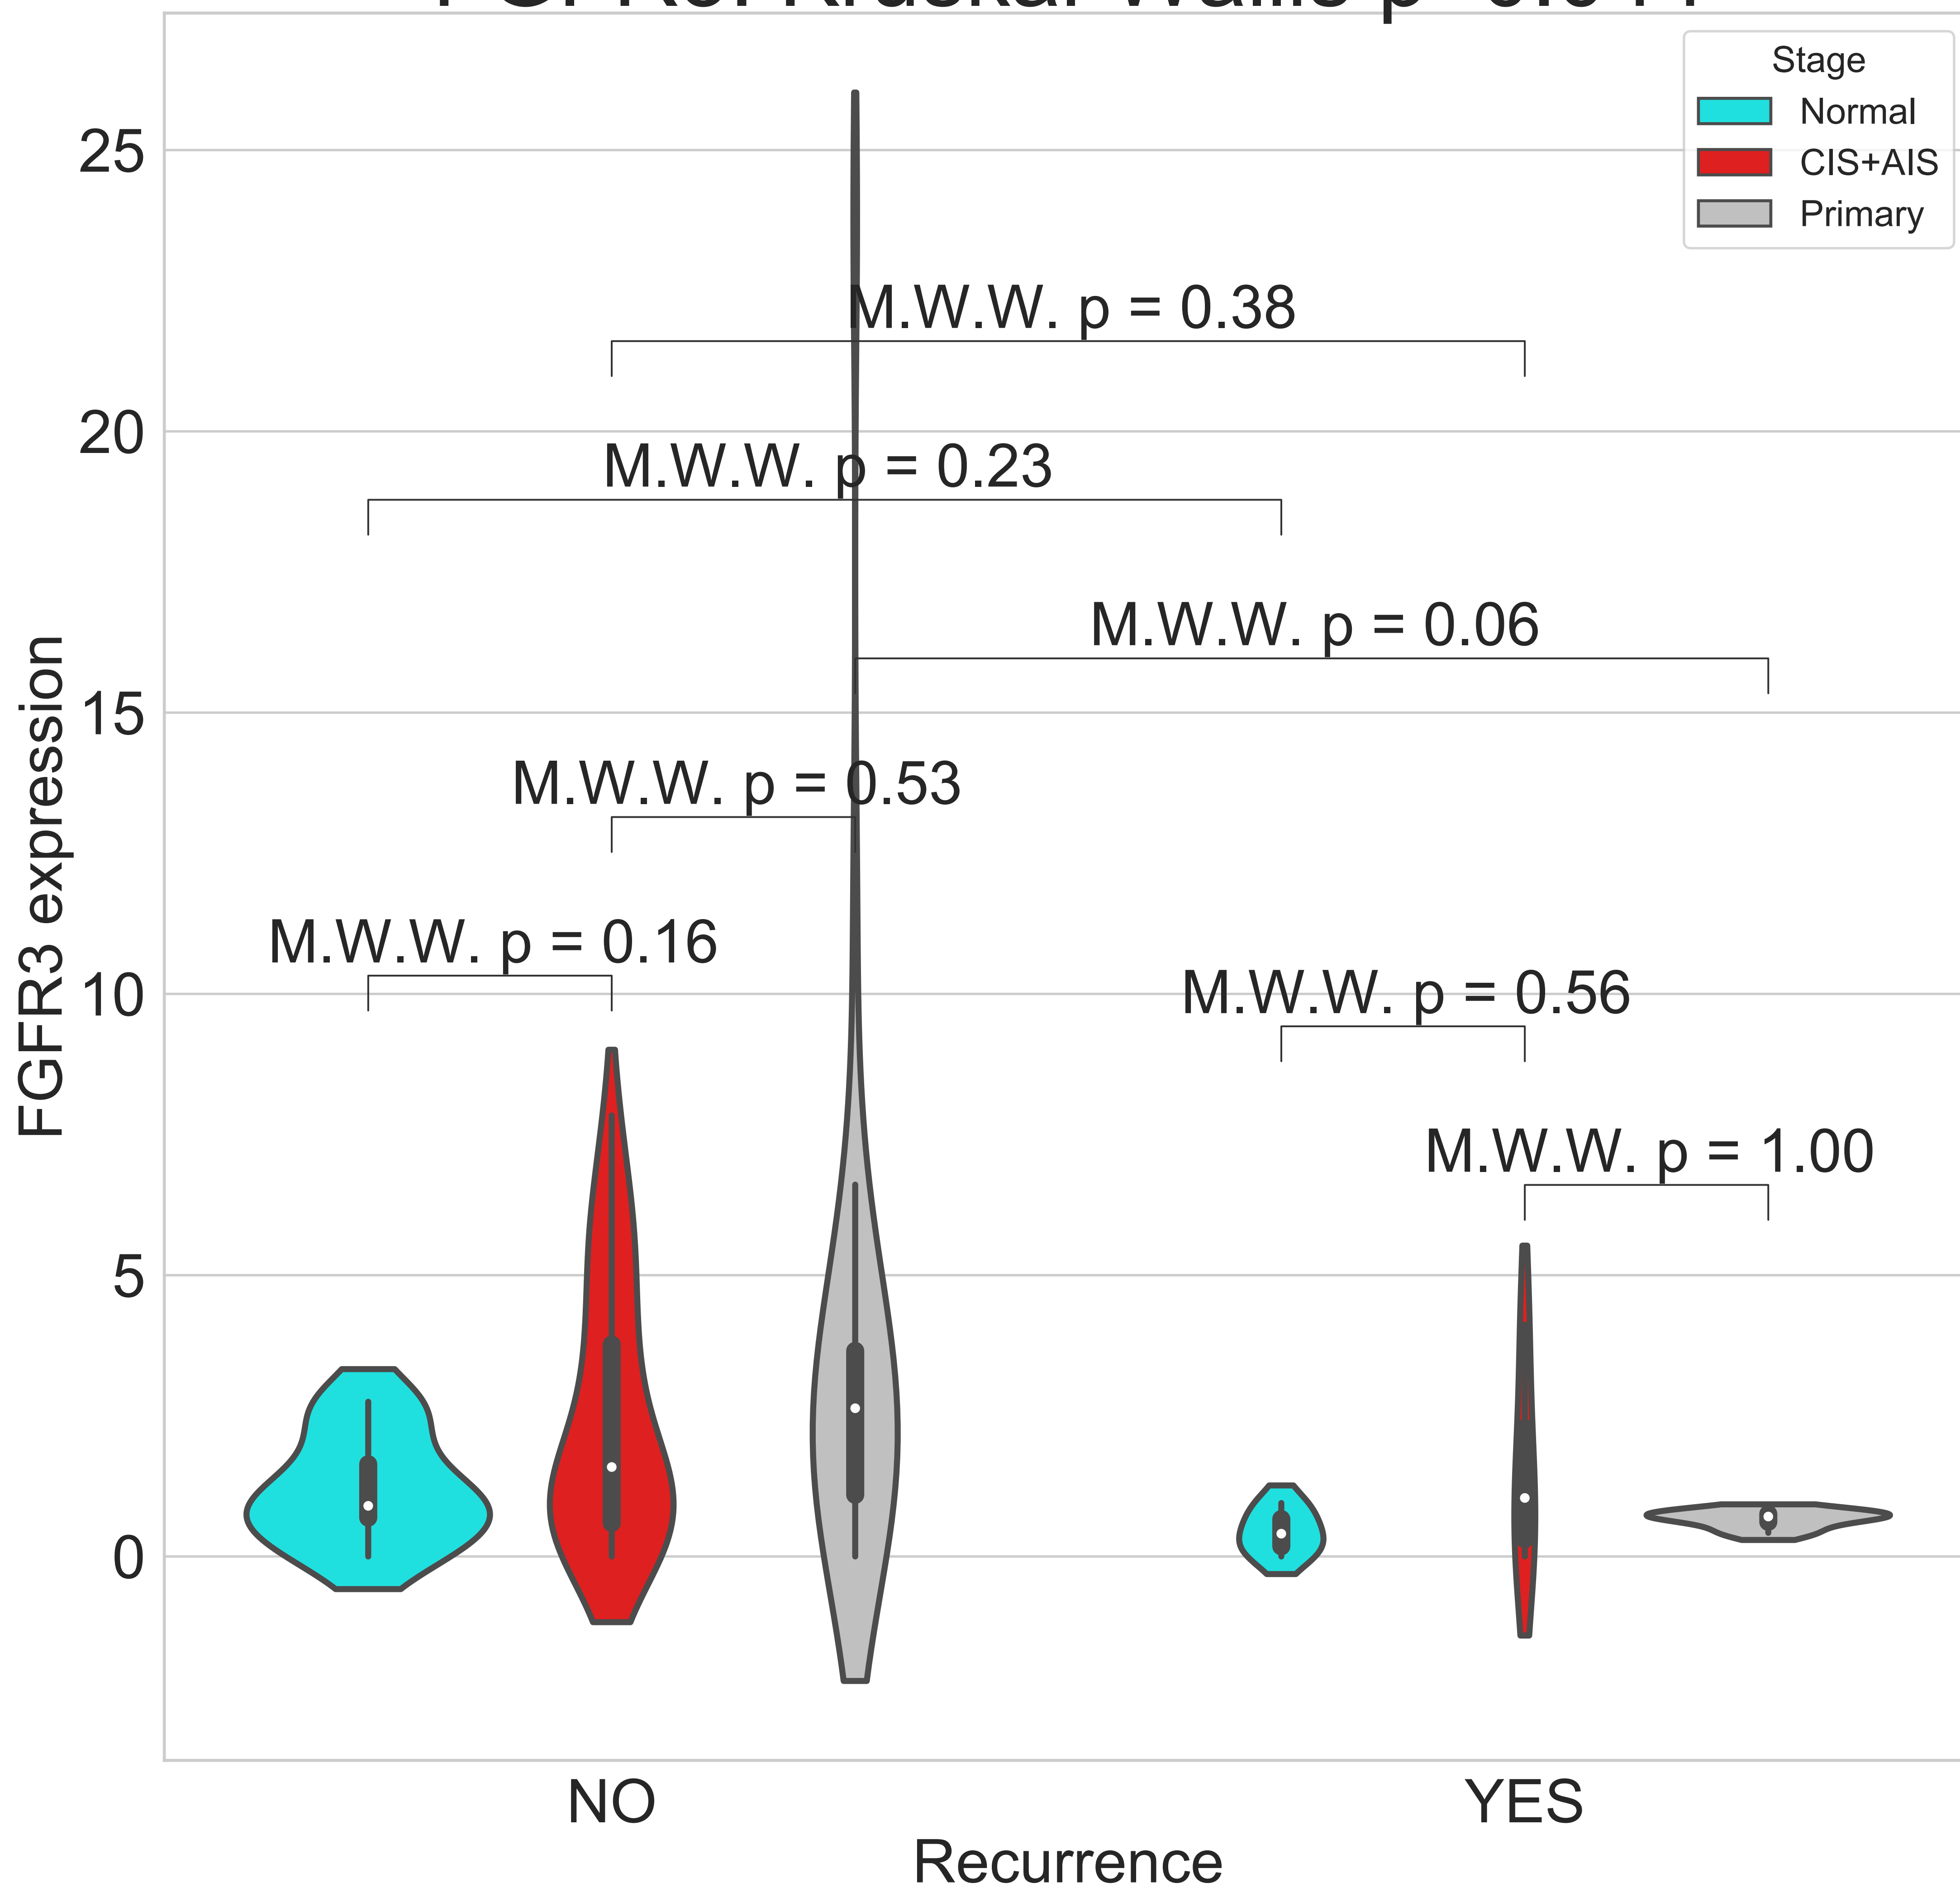 Stage
Normal
CIS+AIS
Primary
25
20
15
10
5
0
FGFR3 expression
M.W.W. p = 0.38
M.W.W. p = 0.23
M.W.W. p = 0.06
M.W.W. p = 0.53
M.W.W. p = 0.16
M.W.W. p = 0.56
M.W.W. p = 1.00
NO
YES
Recurrence